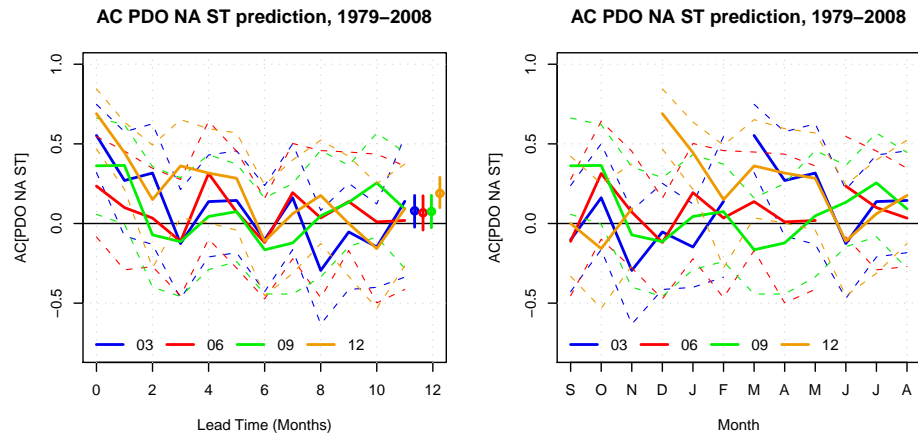 AC PDO NA ST prediction, 1979−2008
AC[PDO NA ST]
1.0
0.5
0.0
−0.5
03 06 09 12
0 2 4 6 8 10 12
Lead Time (Months)
AC PDO NA ST prediction, 1979−2008
AC[PDO NA ST]
1.0
0.5
0.0
−0.5
03 06 09 12
S O N D J F M A M J J A
Month